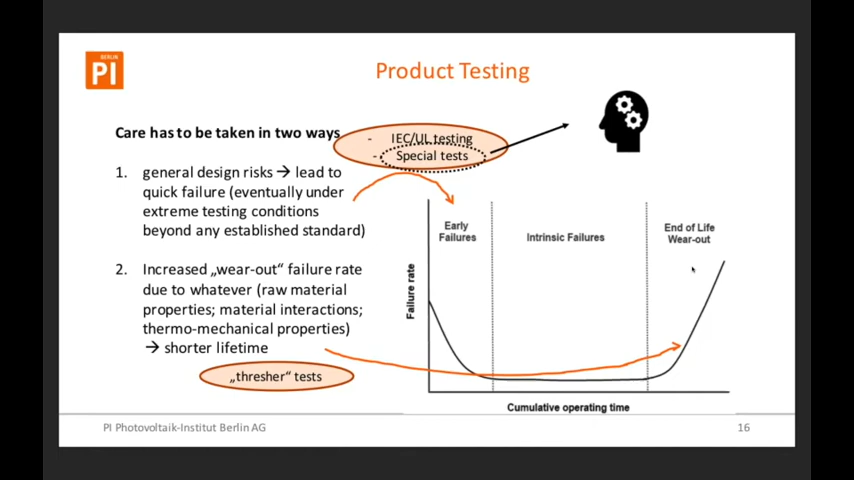 BERLIN
PI
Product Testing
Care has to be taken in two ways
- IEC/UL testing
- Special tests
1. general design risks → lead to
quick failure (eventually under
extreme testing conditions
beyond any established standard)
2. Increased „wear-out“ failure rate
due to whatever (raw material
properties; material interactions;
thermo-mechanical properties)
→ shorter lifetime
„thresher“ tests
Early
Failures
Intrinsic Failures
End of Life
Wear-out
Failure rate
Cumulative operating time
PI Photovoltaik-Institut Berlin AG
16